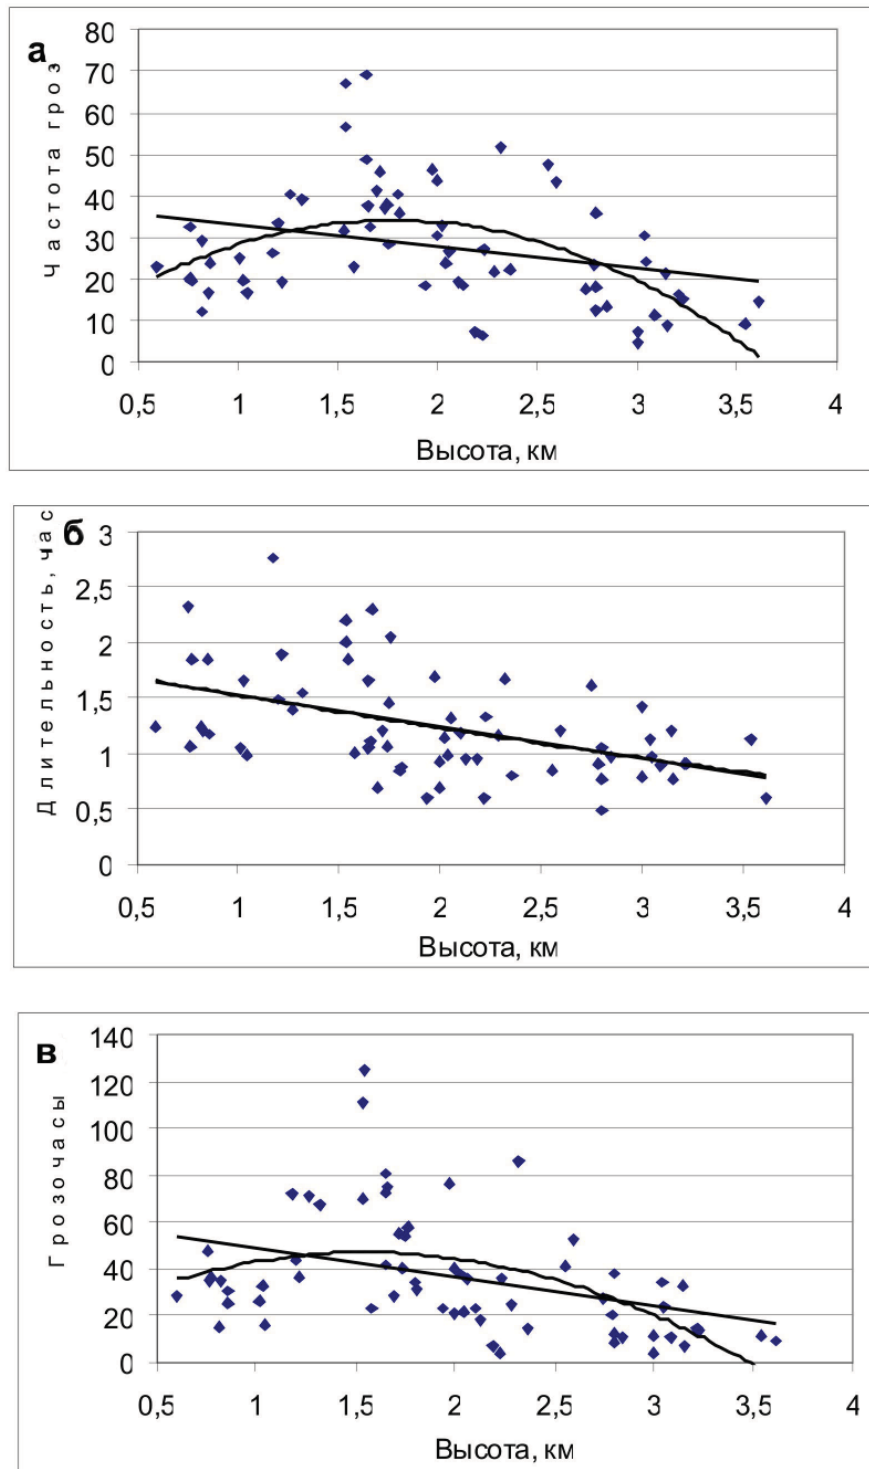 а
Частота гроз
80
70
60
50
40
30
20
10
0
0,5 1 1,5 2 2,5 3 3,5 4
Высота, км
б
Длительность, час
3
2,5
2
1,5
1
0,5
0
0,5 1 1,5 2 2,5 3 3,5 4
Высота, км
в
Грозочасы
140
120
100
80
60
40
20
0
0,5 1 1,5 2 2,5 3 3,5 4
Высота, км